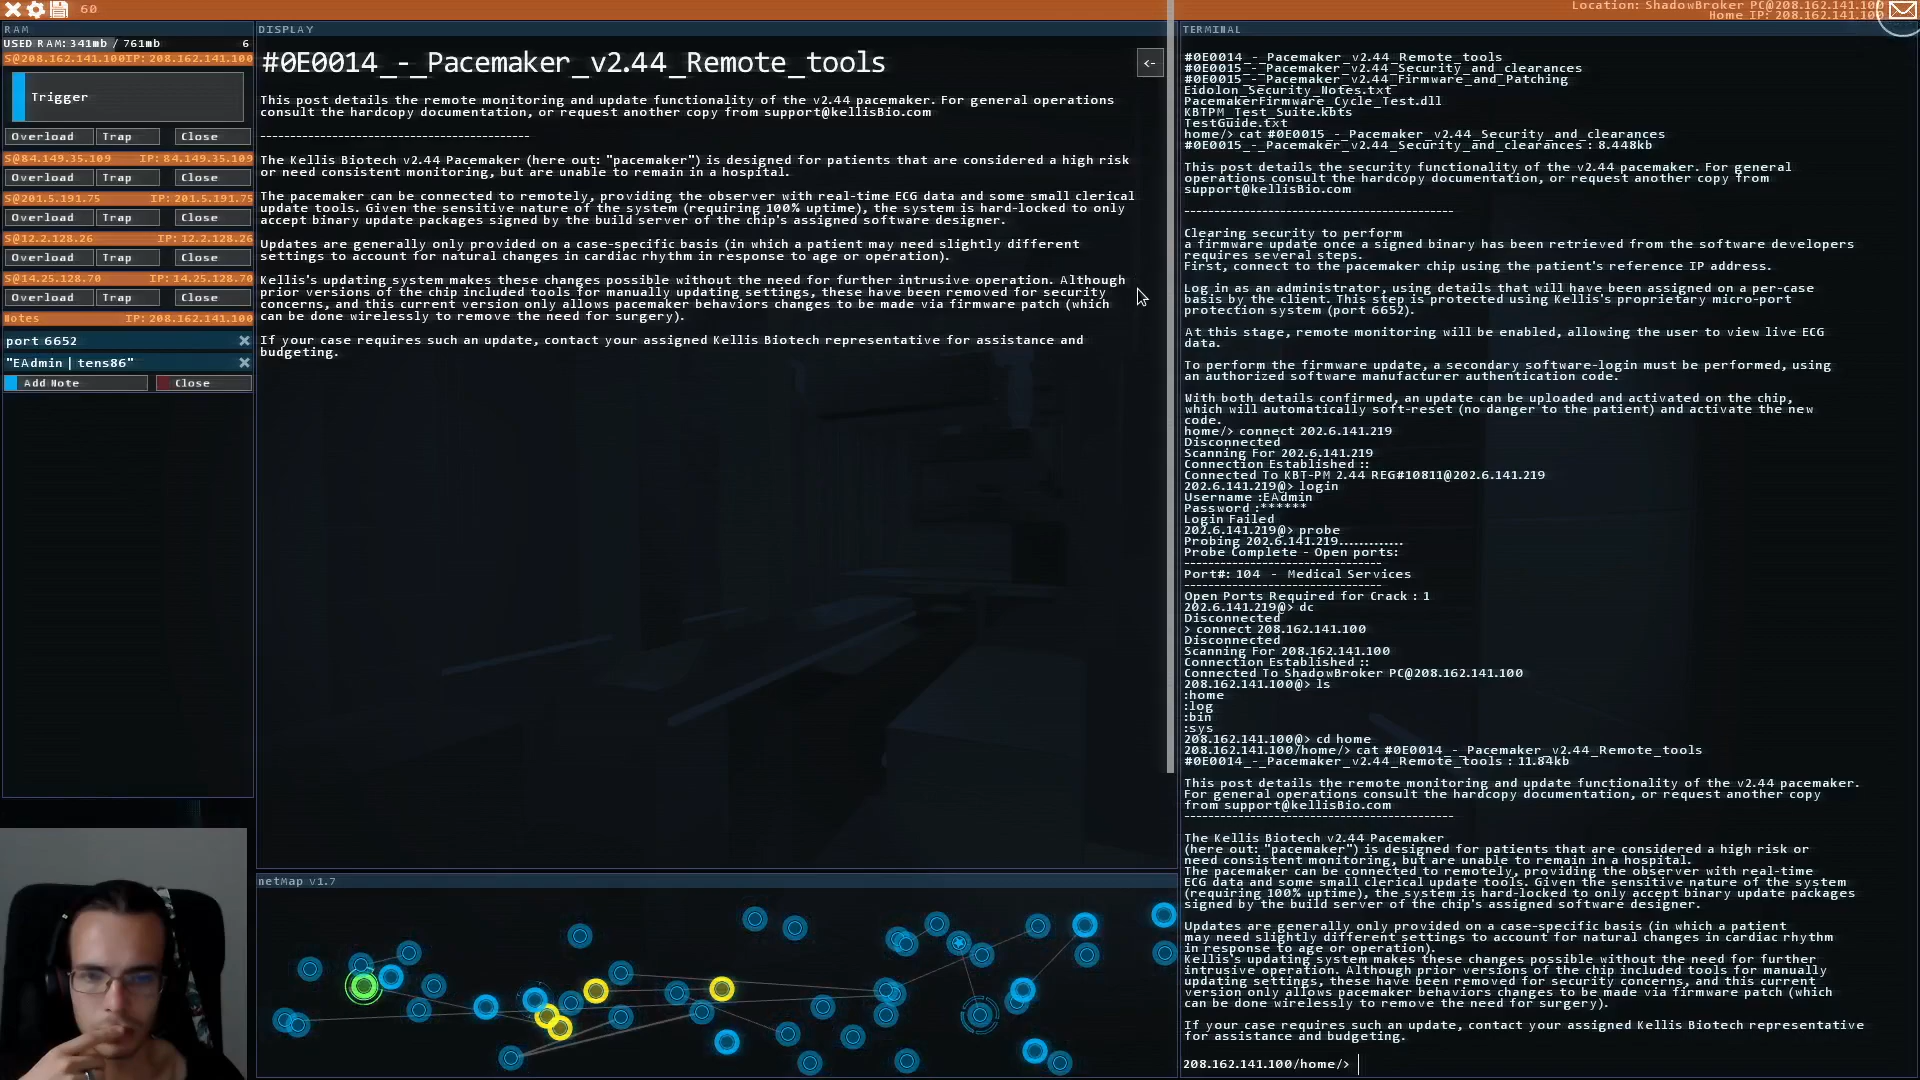 60
Location: ShadowBroker PC@208.162.141.100
Home IP: 208.162.141.100
RAM
USED RAM: 341mb / 761mb 6
S@208.162.141.100 IP: 208.162.141.100
Trigger
Overload Trap Close
S@84.149.35.109 IP: 84.149.35.109
Overload Trap Close
S@201.5.191.75 IP: 201.5.191.75
Overload Trap Close
S@12.2.128.26 IP: 12.2.128.26
Overload Trap Close
S@14.25.128.70 IP: 14.25.128.70
Overload Trap Close
Notes IP: 208.162.141.100
port 6652
"EAdmin | tens86"
Add Note Close
DISPLAY
#0E0014_-_Pacemaker_v2.44_Remote_tools
<-
This post details the remote monitoring and update functionality of the v2.44 pacemaker. For general operations
consult the hardcopy documentation, or request another copy from support@kellisBio.com
---------------------------------------------
The Kellis Biotech v2.44 Pacemaker (here out: "pacemaker") is designed for patients that are considered a high risk
or need consistent monitoring, but are unable to remain in a hospital.
The pacemaker can be connected to remotely, providing the observer with real-time ECG data and some small clerical
update tools. Given the sensitive nature of the system (requiring 100% uptime), the system is hard-locked to only
accept binary update packages signed by the build server of the chip's assigned software designer.
Updates are generally only provided on a case-specific basis (in which a patient may need slightly different
settings to account for natural changes in cardiac rhythm in response to age or operation).
Kellis's updating system makes these changes possible without the need for further intrusive operation. Although
prior versions of the chip included tools for manually updating settings, these have been removed for security
concerns, and this current version only allows pacemaker behaviors changes to be made via firmware patch (which
can be done wirelessly to remove the need for surgery).
If your case requires such an update, contact your assigned Kellis Biotech representative for assistance and
budgeting.
netMap v1.7
TERMINAL
#0E0014_-_Pacemaker_v2.44_Remote_tools
#0E0015_-_Pacemaker_v2.44_Security_and_clearances
#0E0015_-_Pacemaker_v2.44_Firmware_and_Patching
Eidolon_Security_Notes.txt
PacemakerFirmware_Cycle_Test.dll
KBTPM_Test_Suite.kbts
TestGuide.txt
home/> cat #0E0015_-_Pacemaker_v2.44_Security_and_clearances
#0E0015_-_Pacemaker_v2.44_Security_and_clearances : 8.448kb
This post details the security functionality of the v2.44 pacemaker. For general
operations consult the hardcopy documentation, or request another copy from
support@kellisBio.com
---------------------------------------------
Clearing security to perform
a firmware update once a signed binary has been retrieved from the software developers
requires several steps.
First, connect to the pacemaker chip using the patient's reference IP address.
Log in as an administrator, using details that will have been assigned on a per-case
basis by the client. This step is protected using Kellis's proprietary micro-port
protection system (port 6652).
At this stage, remote monitoring will be enabled, allowing the user to view live ECG
data.
To perform the firmware update, a secondary software-login must be performed, using
an authorized software manufacturer authentication code.
With both details confirmed, an update can be uploaded and activated on the chip,
which will automatically soft-reset (no danger to the patient) and activate the new
code.
home/> connect 202.6.141.219
Disconnected
Scanning For 202.6.141.219
Connection Established ::
Connected To KBT-PM 2.44 REG#10811@202.6.141.219
202.6.141.219@> login
Username :EAdmin
Password :******
Login Failed
202.6.141.219@> probe
Probing 202.6.141.219.............
Probe Complete - Open ports:
---------------------------------
Port#: 104 - Medical Services
---------------------------------
Open Ports Required for Crack : 1
202.6.141.219@> dc
Disconnected
> connect 208.162.141.100
Disconnected
Scanning For 208.162.141.100
Connection Established ::
Connected To ShadowBroker PC@208.162.141.100
208.162.141.100@> ls
:home
:log
:bin
:sys
208.162.141.100@> cd home
208.162.141.100/home/> cat #0E0014_-_Pacemaker_v2.44_Remote_tools
#0E0014_-_Pacemaker_v2.44_Remote_tools : 11.84kb
This post details the remote monitoring and update functionality of the v2.44 pacemaker.
For general operations consult the hardcopy documentation, or request another copy
from support@kellisBio.com
---------------------------------------------
The Kellis Biotech v2.44 Pacemaker
(here out: "pacemaker") is designed for patients that are considered a high risk or
need consistent monitoring, but are unable to remain in a hospital.
The pacemaker can be connected to remotely, providing the observer with real-time
ECG data and some small clerical update tools. Given the sensitive nature of the system
(requiring 100% uptime), the system is hard-locked to only accept binary update packages
signed by the build server of the chip's assigned software designer.
Updates are generally only provided on a case-specific basis (in which a patient
may need slightly different settings to account for natural changes in cardiac rhythm
in response to age or operation).
Kellis's updating system makes these changes possible without the need for further
intrusive operation. Although prior versions of the chip included tools for manually
updating settings, these have been removed for security concerns, and this current
version only allows pacemaker behaviors changes to be made via firmware patch (which
can be done wirelessly to remove the need for surgery).
If your case requires such an update, contact your assigned Kellis Biotech representative
for assistance and budgeting.
208.162.141.100/home/>